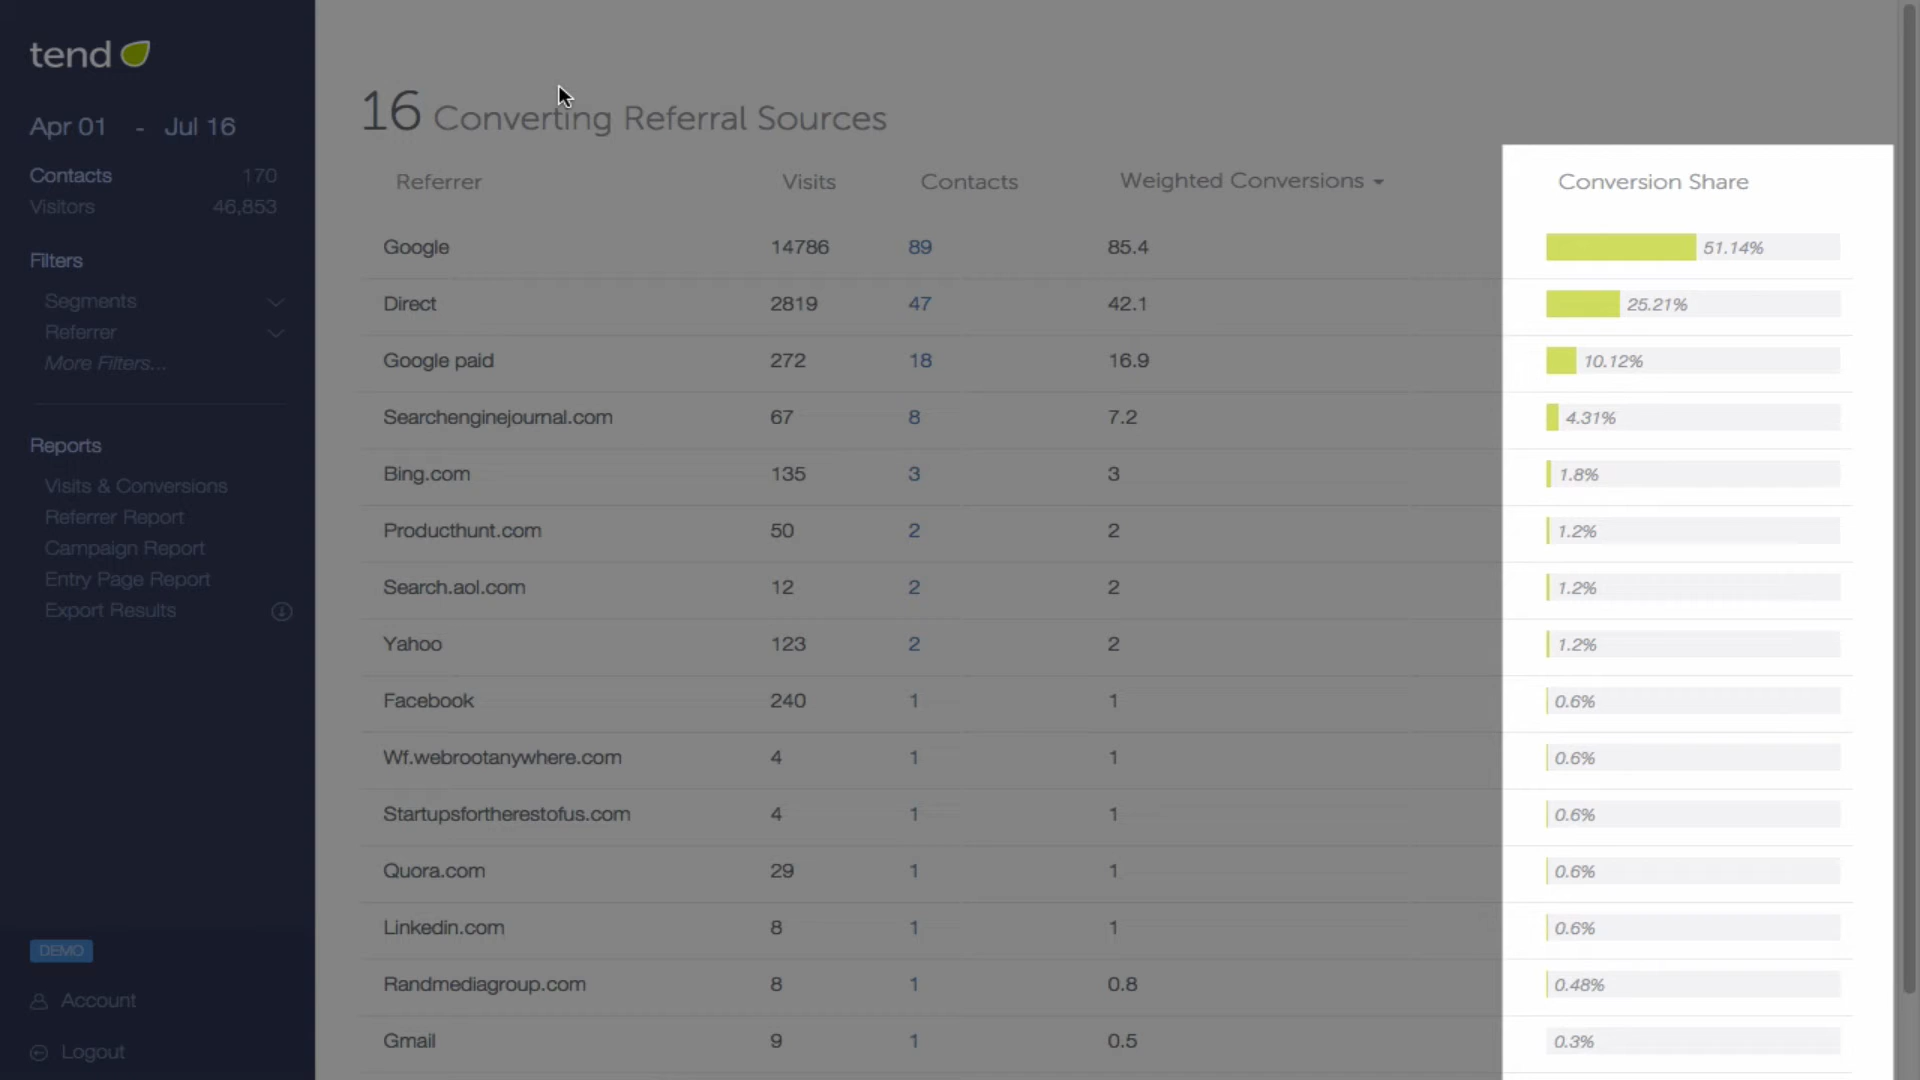 tend
Apr 01 - Jul 16
Contacts 170
Visitors 46,853
Filters
Segments
Referrer
More Filters...
Reports
Visits & Conversions
Referrer Report
Campaign Report
Entry Page Report
Export Results
DEMO
Account
Logout
16 Converting Referral Sources
Referrer Visits Contacts Weighted Conversions Conversion Share
Google 14786 89 85.4 51.14%
Direct 2819 47 42.1 25.21%
Google paid 272 18 16.9 10.12%
Searchenginejournal.com 67 8 7.2 4.31%
Bing.com 135 3 3 1.8%
Producthunt.com 50 2 2 1.2%
Search.aol.com 12 2 2 1.2%
Yahoo 123 2 2 1.2%
Facebook 240 1 1 0.6%
Wf.webrootanywhere.com 4 1 1 0.6%
Startupsfortherestofus.com 4 1 1 0.6%
Quora.com 29 1 1 0.6%
Linkedin.com 8 1 1 0.6%
Randmediagroup.com 8 1 0.8 0.48%
Gmail 9 1 0.5 0.3%